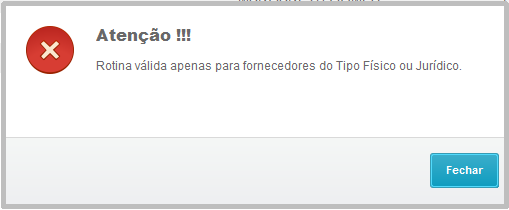 Atenção !!!
Rotina válida apenas para fornecedores do Tipo Físico ou Jurídico.
Fechar